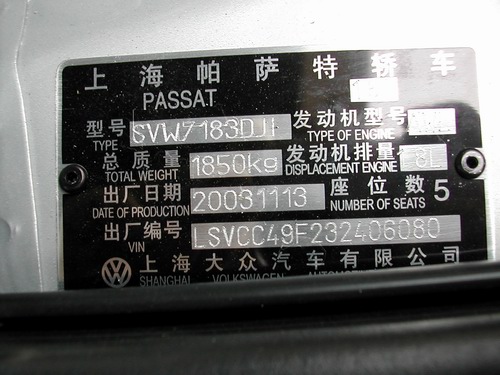 上海帕萨特轿车
PASSAT
型号 SVW7183DJI 发动机型号
TYPE TYPE OF ENGINE
总质量 1850kg 发动机排量 8L
TOTAL WEIGHT DISPLACEMENT ENGINE
出厂日期 20031113 座位数 5
DATE OF PRODUCTION NUMBER OF SEATS
出厂编号 LSVCC49F232406080
VIN
上海大众汽车有限公司
SHANGHAI VOLKSWAGEN